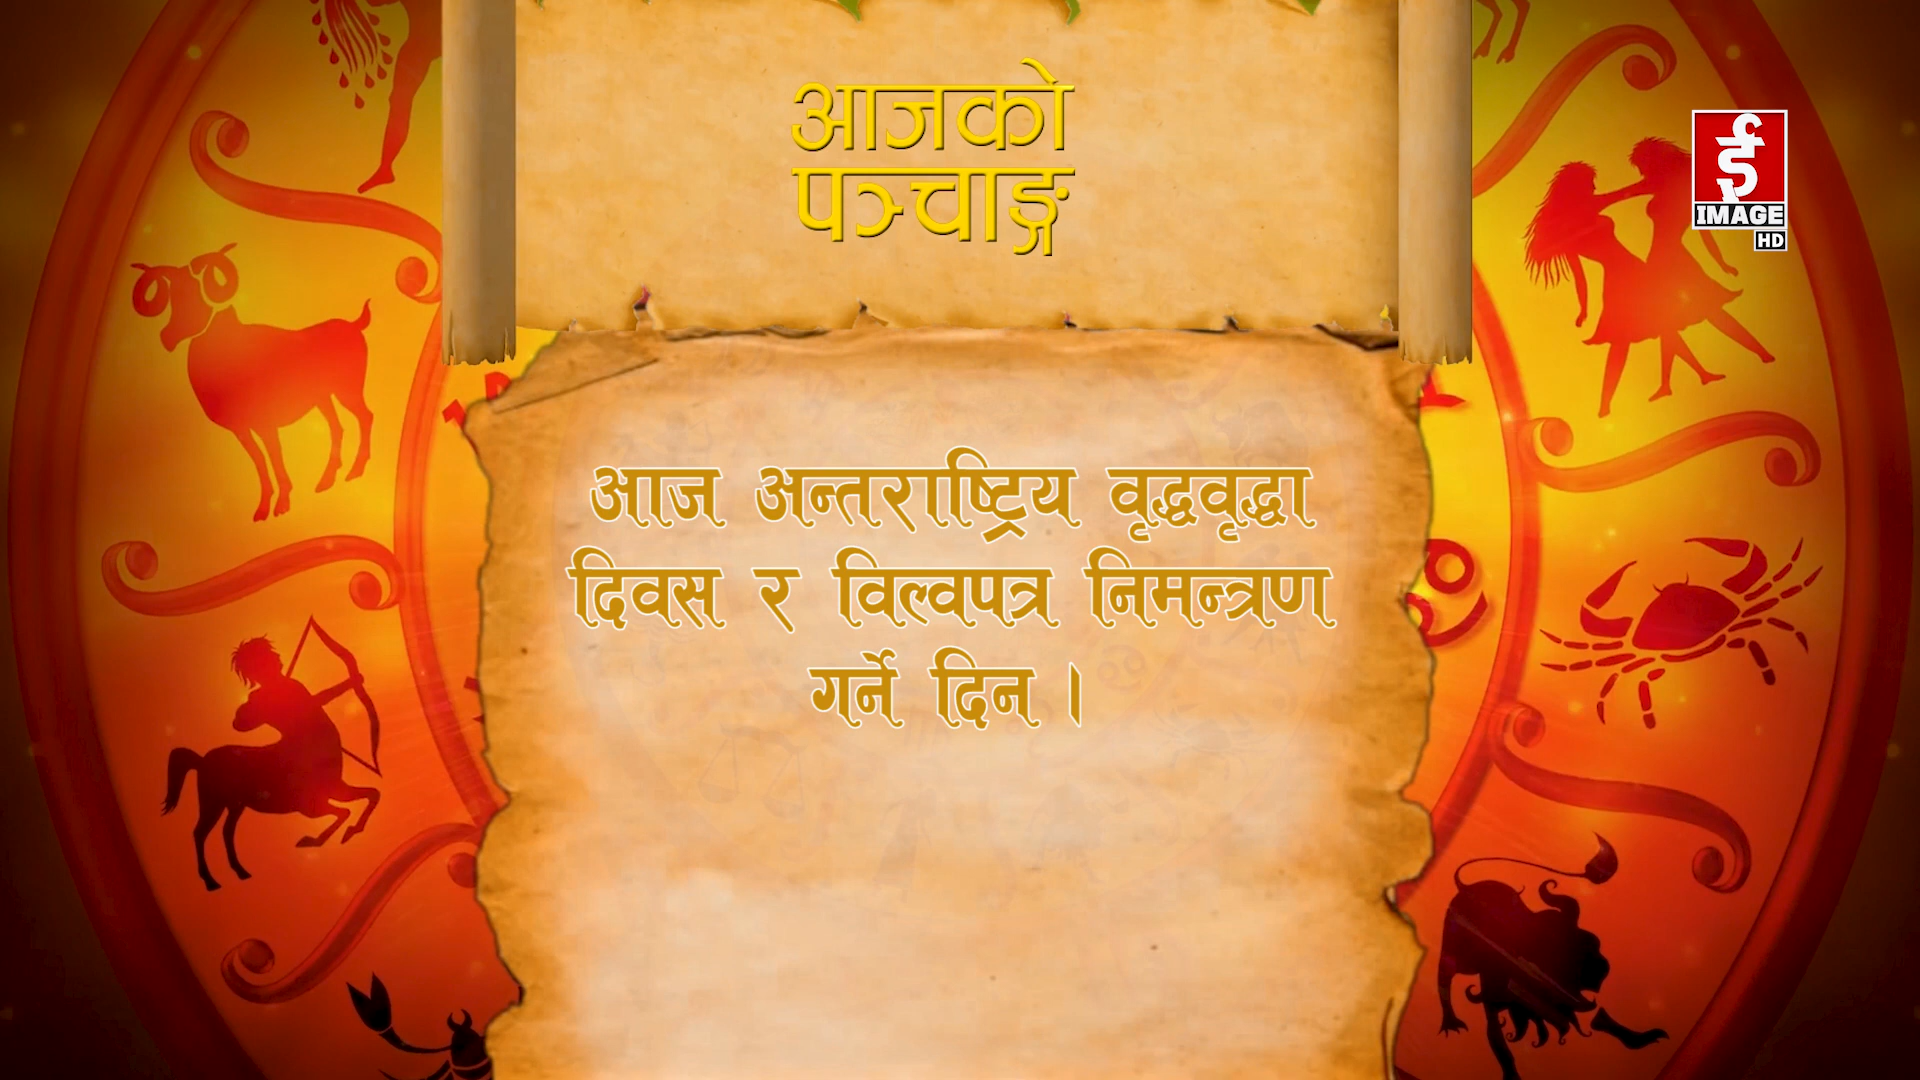 आजको
पञ्चाङ्ग
IMAGE
HD
आज अन्तराष्ट्रिय वृद्धवृद्धा
दिवस र विल्वपत्र निमन्त्रण
गर्ने दिन ।